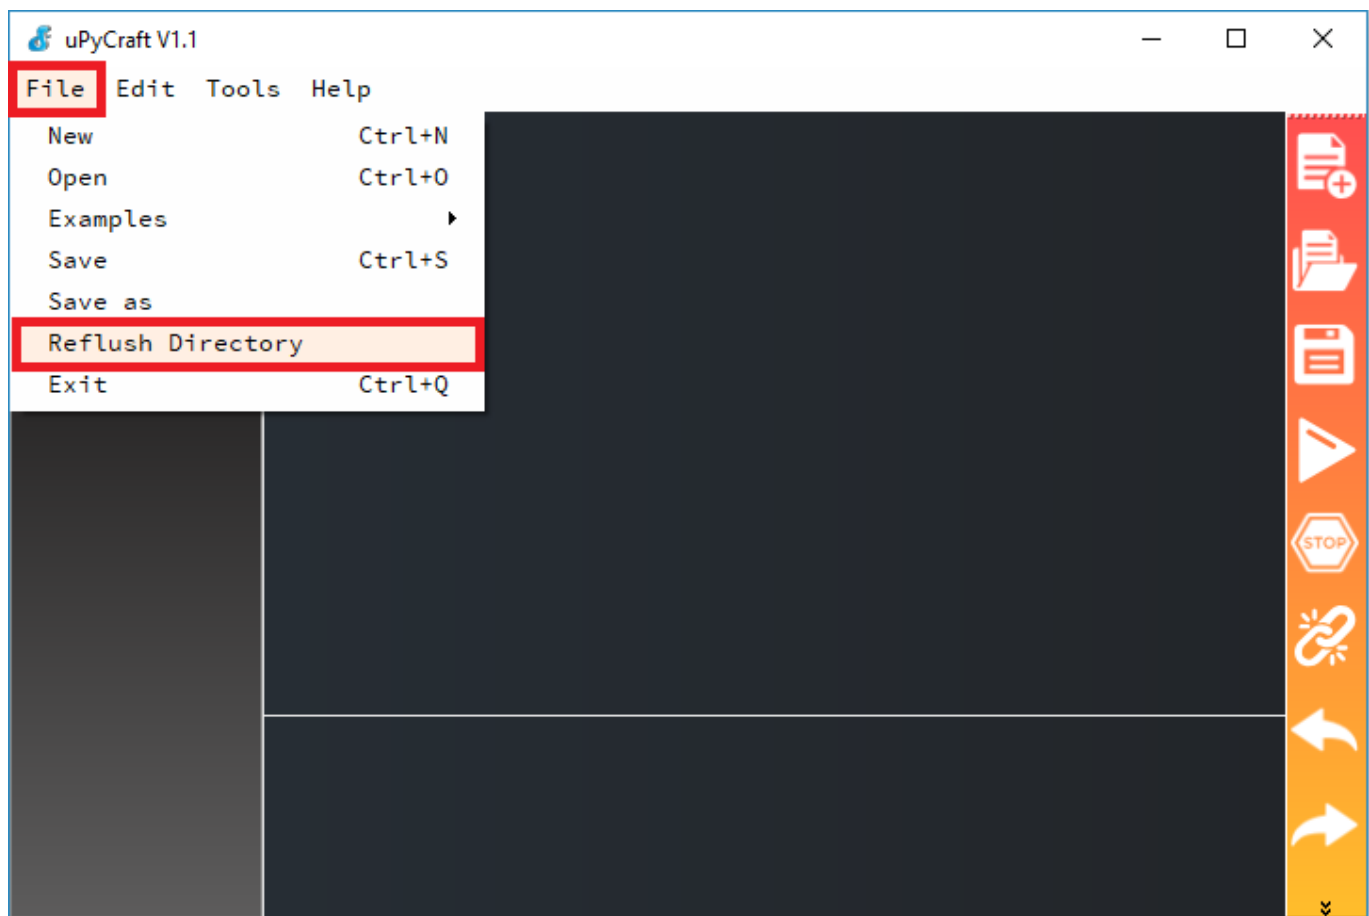 uPyCraft V1.1
File Edit Tools Help
New Ctrl+N
Open Ctrl+O
Examples
Save Ctrl+S
Save as
Reflush Directory
Exit Ctrl+Q
STOP